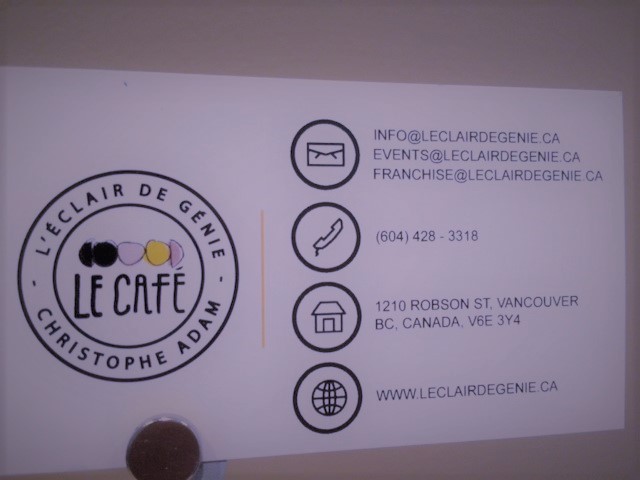 L'ÉCLAIR DE GÉNIE
LE CAFÉ
- CHRISTOPHE ADAM -
INFO@LECLAIRDEGENIE.CA
EVENTS@LECLAIRDEGENIE.CA
FRANCHISE@LECLAIRDEGENIE.CA
(604) 428 - 3318
1210 ROBSON ST, VANCOUVER
BC, CANADA, V6E 3Y4
WWW.LECLAIRDEGENIE.CA